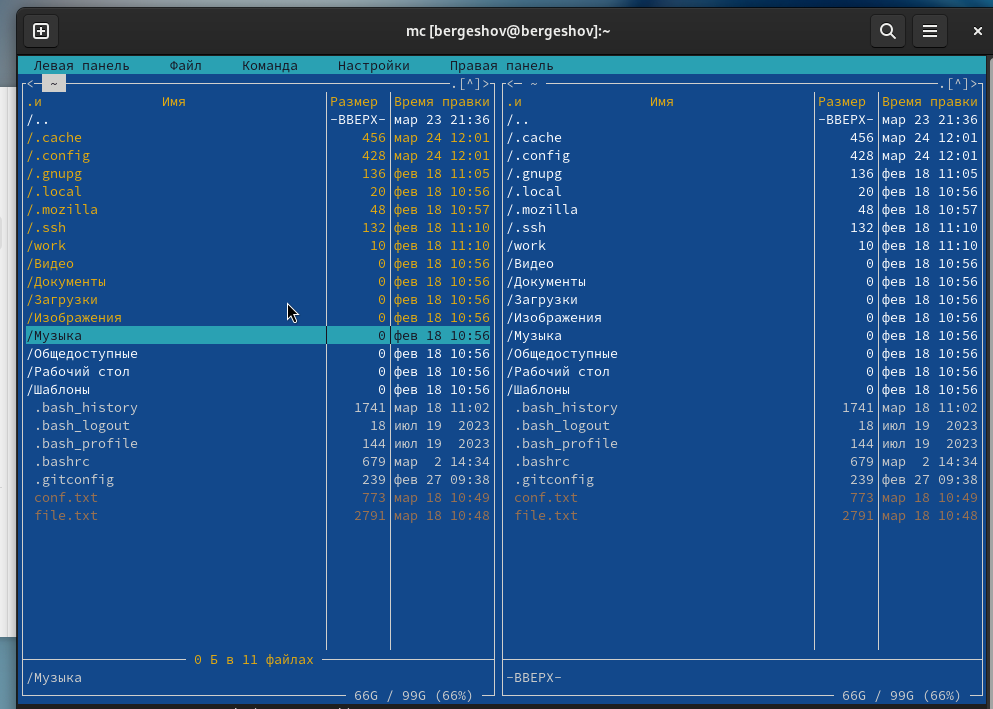 mc [bergeshov@bergeshov]:~
Левая панель Файл Команда Настройки Правая панель
<─ ~ .[^]> <─ ~ .[^]>
.и Имя Размер Время правки .и Имя Размер Время правки
/.. -ВВЕРХ- мар 23 21:36 /.. -ВВЕРХ- мар 23 21:36
/.cache 456 мар 24 12:01 /.cache 456 мар 24 12:01
/.config 428 мар 24 12:01 /.config 428 мар 24 12:01
/.gnupg 136 фев 18 11:05 /.gnupg 136 фев 18 11:05
/.local 20 фев 18 10:56 /.local 20 фев 18 10:56
/.mozilla 48 фев 18 10:57 /.mozilla 48 фев 18 10:57
/.ssh 132 фев 18 11:10 /.ssh 132 фев 18 11:10
/work 10 фев 18 11:10 /work 10 фев 18 11:10
/Видео 0 фев 18 10:56 /Видео 0 фев 18 10:56
/Документы 0 фев 18 10:56 /Документы 0 фев 18 10:56
/Загрузки 0 фев 18 10:56 /Загрузки 0 фев 18 10:56
/Изображения 0 фев 18 10:56 /Изображения 0 фев 18 10:56
/Музыка 0 фев 18 10:56 /Музыка 0 фев 18 10:56
/Общедоступные 0 фев 18 10:56 /Общедоступные 0 фев 18 10:56
/Рабочий стол 0 фев 18 10:56 /Рабочий стол 0 фев 18 10:56
/Шаблоны 0 фев 18 10:56 /Шаблоны 0 фев 18 10:56
.bash_history 1741 мар 18 11:02 .bash_history 1741 мар 18 11:02
.bash_logout 18 июл 19 2023 .bash_logout 18 июл 19 2023
.bash_profile 144 июл 19 2023 .bash_profile 144 июл 19 2023
.bashrc 679 мар 2 14:34 .bashrc 679 мар 2 14:34
.gitconfig 239 фев 27 09:38 .gitconfig 239 фев 27 09:38
conf.txt 773 мар 18 10:49 conf.txt 773 мар 18 10:49
file.txt 2791 мар 18 10:48 file.txt 2791 мар 18 10:48
0 Б в 11 файлах
/Музыка -ВВЕРХ-
66G / 99G (66%) 66G / 99G (66%)